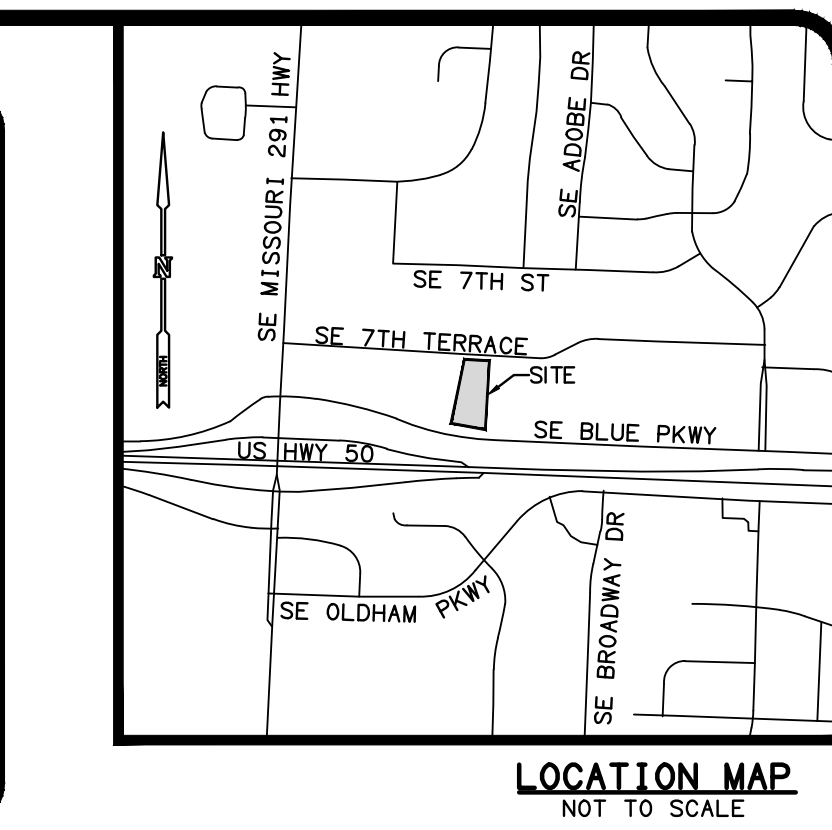 SE MISSOURI 291 HWY
SE ADOBE DR
N
NORTH
SE 7TH ST
SE 7TH TERRACE
SITE
SE BLUE PKWY
US HWY 50
SE OLDHAM PKWY
SE BROADWAY DR
LOCATION MAP
NOT TO SCALE